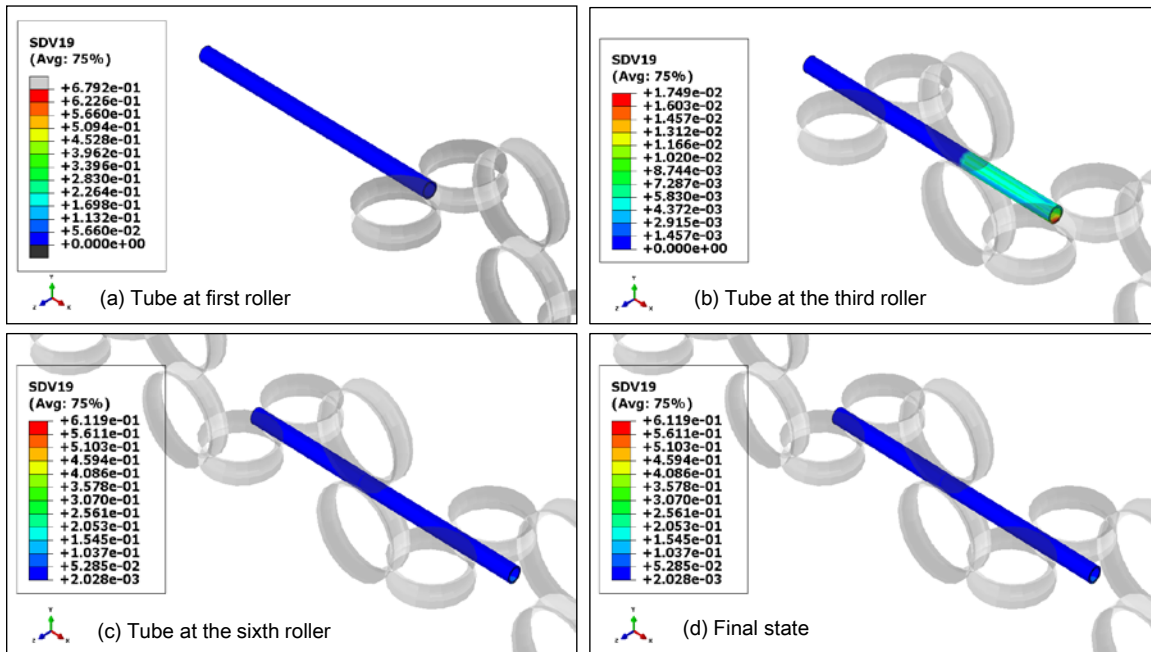 SDV19
(Avg: 75%)
+6.792e-01
+6.226e-01
+5.660e-01
+5.094e-01
+4.528e-01
+3.962e-01
+3.396e-01
+2.830e-01
+2.264e-01
+1.698e-01
+1.132e-01
+5.660e-02
+0.000e+00
Y
Z
X
(a) Tube at first roller
SDV19
(Avg: 75%)
+1.749e-02
+1.603e-02
+1.457e-02
+1.312e-02
+1.166e-02
+1.020e-02
+8.744e-03
+7.287e-03
+5.830e-03
+4.372e-03
+2.915e-03
+1.457e-03
+0.000e+00
Y
Z
X
(b) Tube at the third roller
SDV19
(Avg: 75%)
+6.119e-01
+5.611e-01
+5.103e-01
+4.594e-01
+4.086e-01
+3.578e-01
+3.070e-01
+2.561e-01
+2.053e-01
+1.545e-01
+1.037e-01
+5.285e-02
+2.028e-03
Y
Z
X
(c) Tube at the sixth roller
SDV19
(Avg: 75%)
+6.119e-01
+5.611e-01
+5.103e-01
+4.594e-01
+4.086e-01
+3.578e-01
+3.070e-01
+2.561e-01
+2.053e-01
+1.545e-01
+1.037e-01
+5.285e-02
+2.028e-03
Y
Z
X
(d) Final state